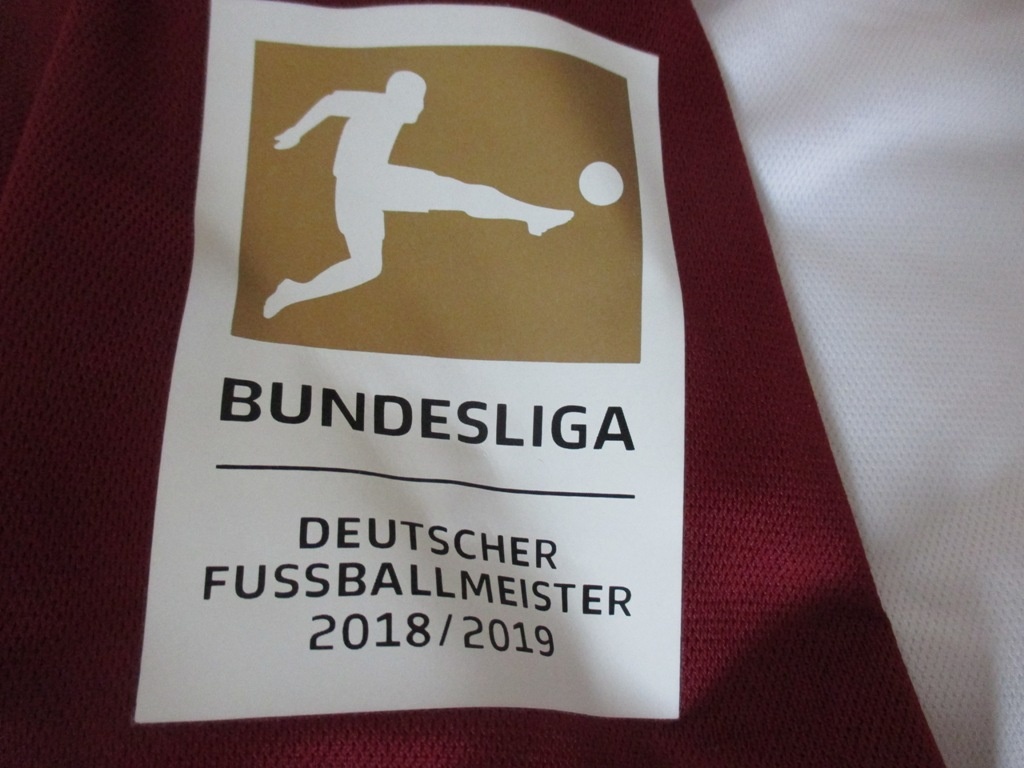 BUNDESLIGA
DEUTSCHER
FUSSBALLMEISTER
2018/2019